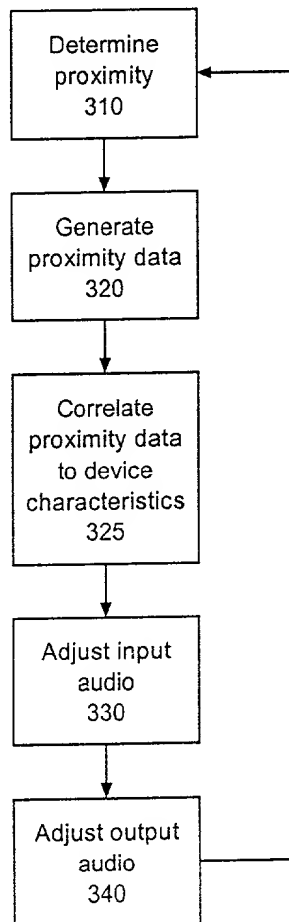 Determine
proximity
310
Generate
proximity data
320
Correlate
proximity data
to device
characteristics
325
Adjust input
audio
330
Adjust output
audio
340